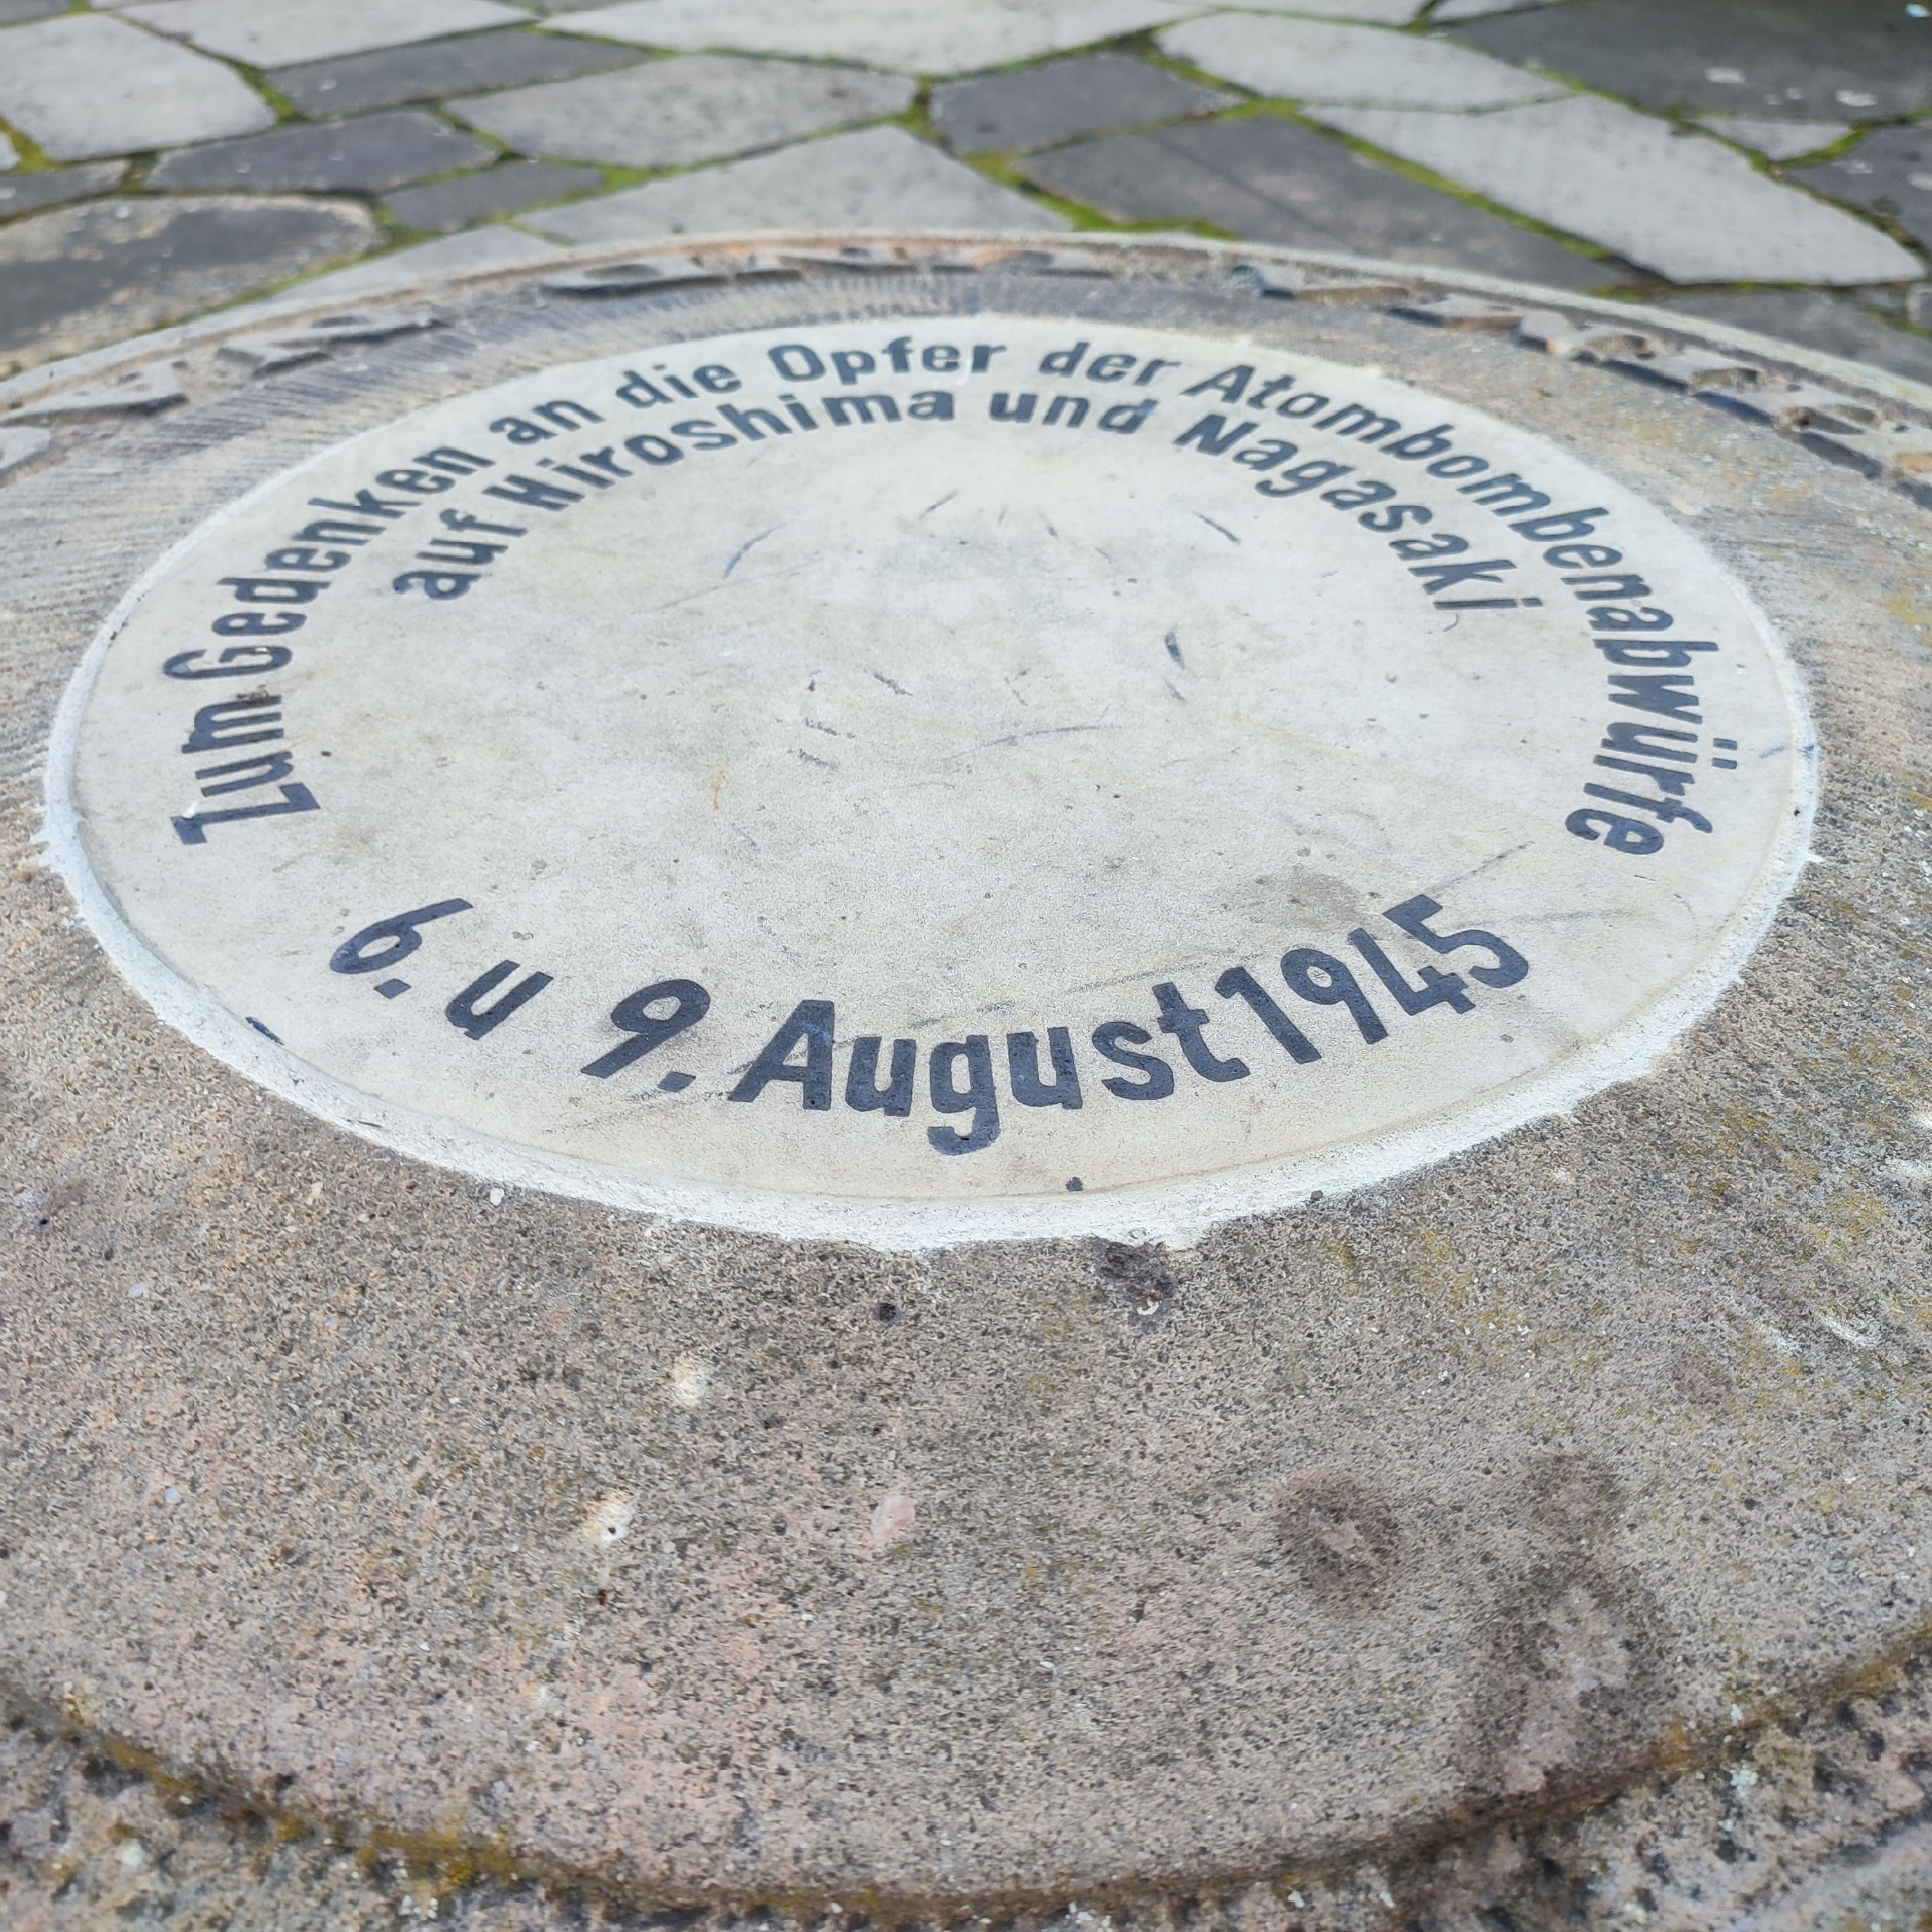 Zum Gedenken an die Opfer der Atombombenabwürfe
auf Hiroshima und Nagasaki
6. u 9. August 1945